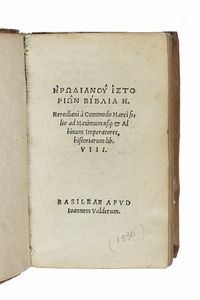 ΗΡΩΔΙΑΝΟΥ ΙΣΤΟ
ΡΙΩΝ ΒΙΒΛΙΑ Η.
Herodiani à Commodo Marci fi
lio ad Maximum usq; & Al
binum Imperatores,
historiarum lib.
VIII.
BASILEAE APVD
Ioannem Valderum.
(1530)